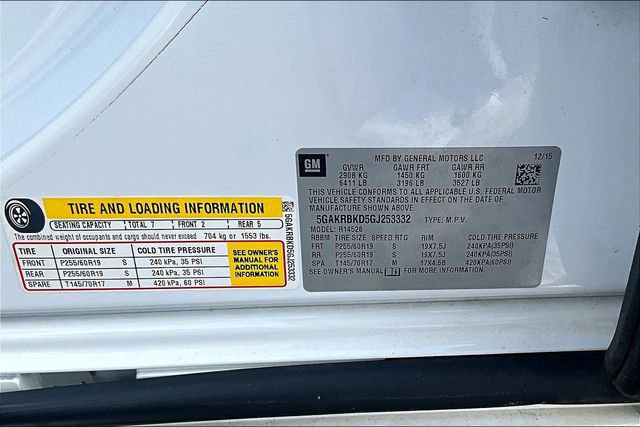 TIRE AND LOADING INFORMATION
SEATING CAPACITY TOTAL 7 FRONT 2 REAR 5
The combined weight of occupants and cargo should never exceed 704 kg or 1553 lbs.
TIRE ORIGINAL SIZE COLD TIRE PRESSURE
FRONT P255/60R19 S 240 kPa, 35 PSI
REAR P255/60R19 S 240 kPa, 35 PSI
SPARE T145/70R17 M 420 kPa, 60 PSI
SEE OWNER'S
MANUAL FOR
ADDITIONAL
INFORMATION
5GAKRBKD5GJ253332
GM
MFD BY GENERAL MOTORS LLC
12/15
GVWR GAWR FRT GAWR RR
2908 KG 1450 KG 1600 KG
6411 LB 3196 LB 3527 LB
THIS VEHICLE CONFORMS TO ALL APPLICABLE U.S. FEDERAL MOTOR
VEHICLE SAFETY, BUMPER, AND THEFT PREVENTION STANDARDS IN EFFECT ON THE DATE OF
MANUFACTURE SHOWN ABOVE.
5GAKRBKD5GJ253332 TYPE: M.P.V.
MODEL: R14526
RBBM TIRE SIZE SPEED RTG RIM COLD TIRE PRESSURE
FRT P255/60R19 S 19X7.5J 240KPA(35PSI)
RR P255/60R19 S 19X7.5J 240KPA(35PSI)
SPA T145/70R17 M 17X4.5B 420KPA(60PSI)
SEE OWNER'S MANUAL FOR MORE INFORMATION.